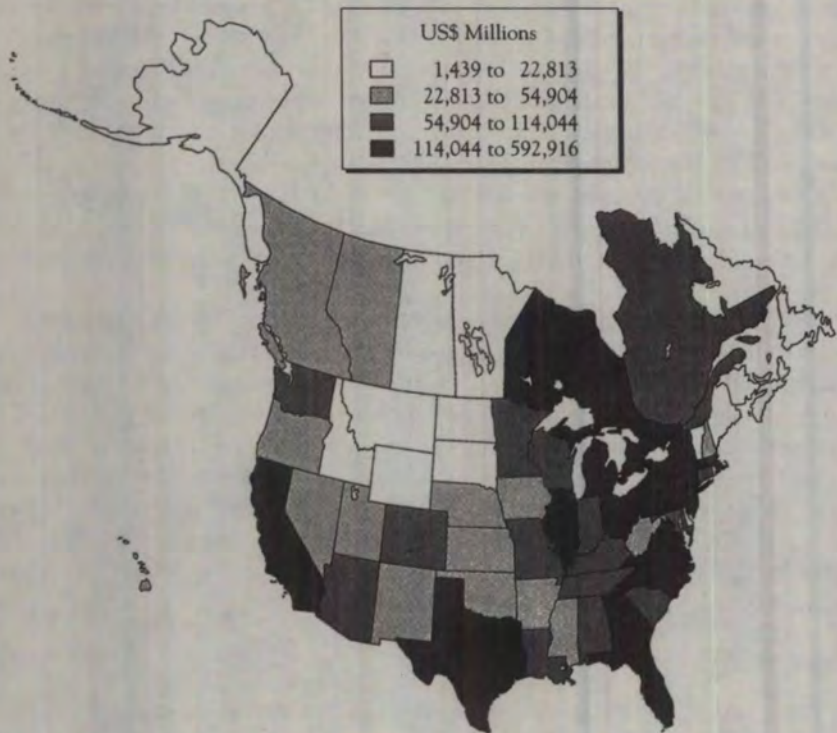 US$ Millions
1,439 to 22,813
22,813 to 54,904
54,904 to 114,044
114,044 to 592,916